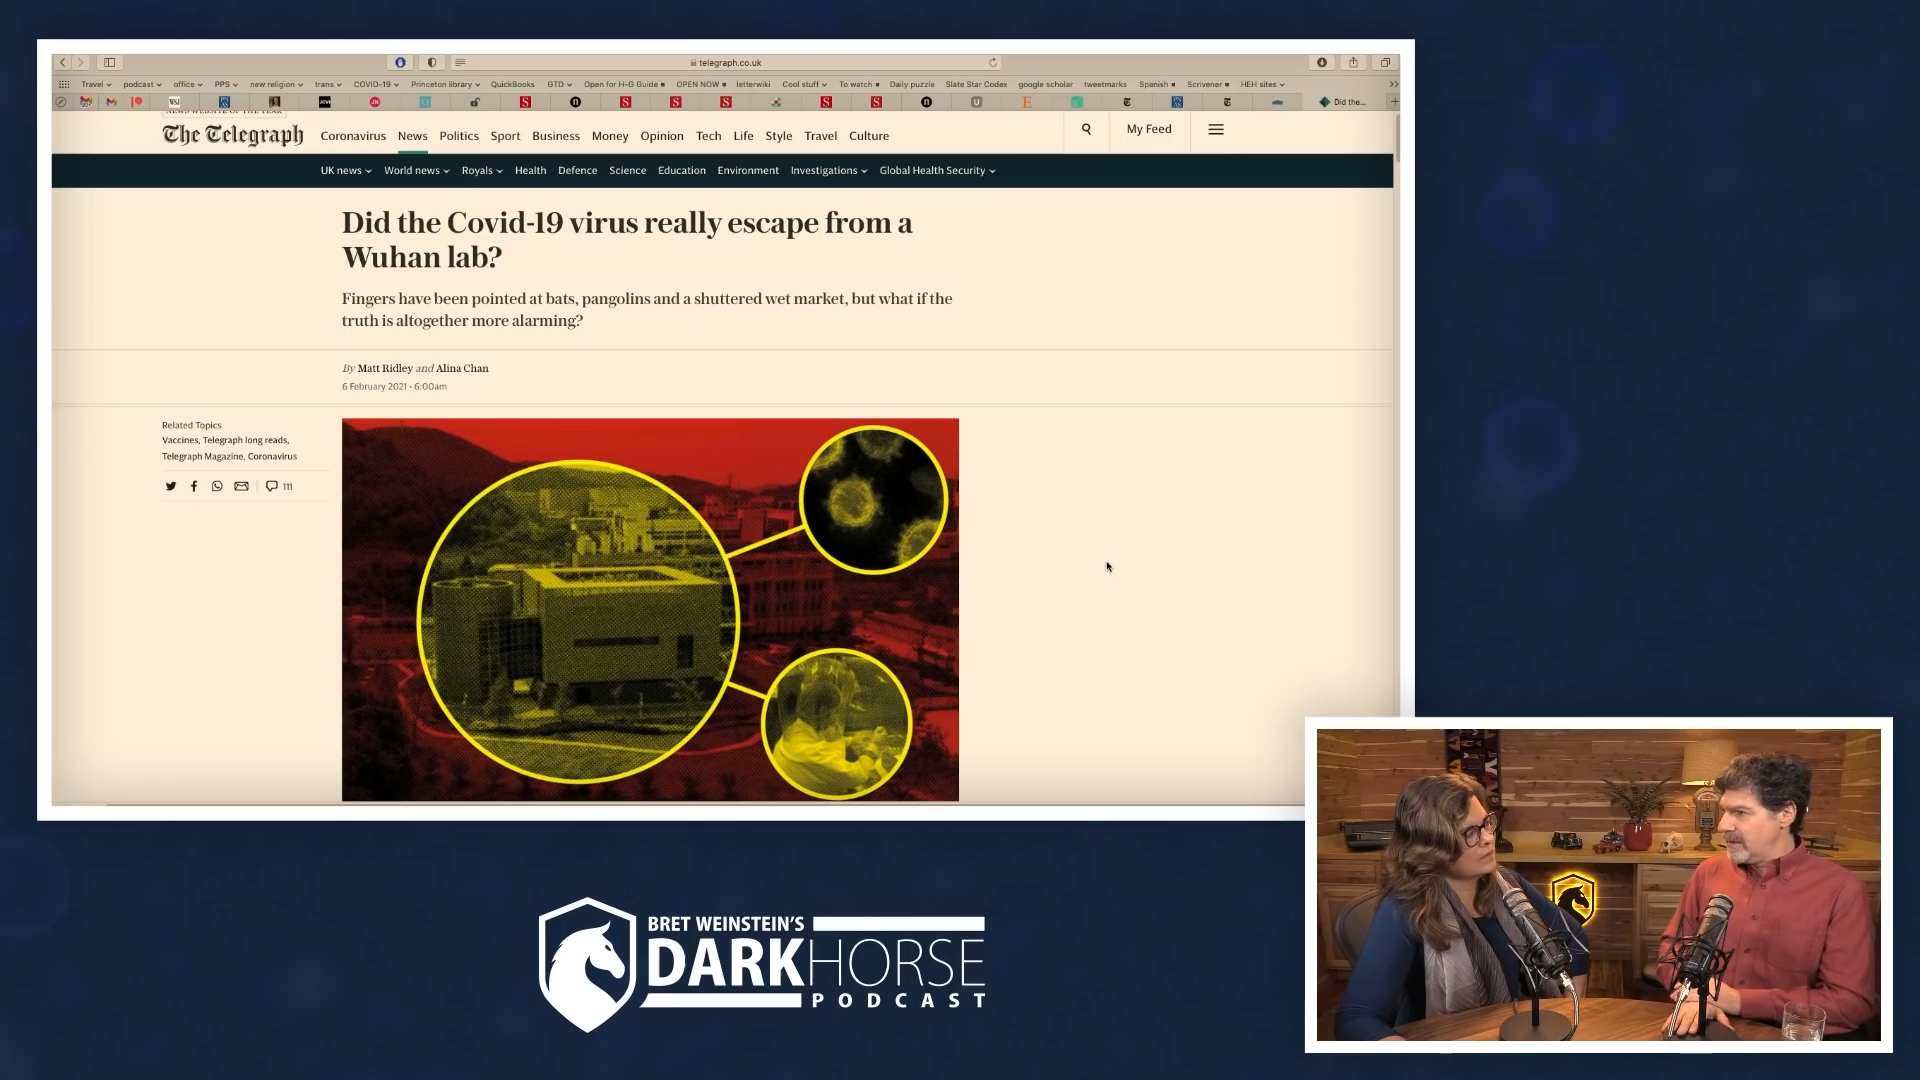 telegraph.co.uk
Travel podcast office PPS new religion trans COVID-19 Princeton library QuickBooks GTD Open for H-G Guide OPEN NOW letterwiki Cool stuff To watch Daily puzzle Slate Star Codex google scholar tweetmarks Spanish Scrivener HEH sites
Did the...
NEWS WEBSITE OF THE YEAR
The Telegraph
Coronavirus News Politics Sport Business Money Opinion Tech Life Style Travel Culture
My Feed
UK news World news Royals Health Defence Science Education Environment Investigations Global Health Security
Did the Covid-19 virus really escape from a
Wuhan lab?
Fingers have been pointed at bats, pangolins and a shuttered wet market, but what if the
truth is altogether more alarming?
By Matt Ridley and Alina Chan
6 February 2021 • 6:00am
Related Topics
Vaccines, Telegraph long reads,
Telegraph Magazine, Coronavirus
111
BRET WEINSTEIN'S
DARKHORSE
PODCAST